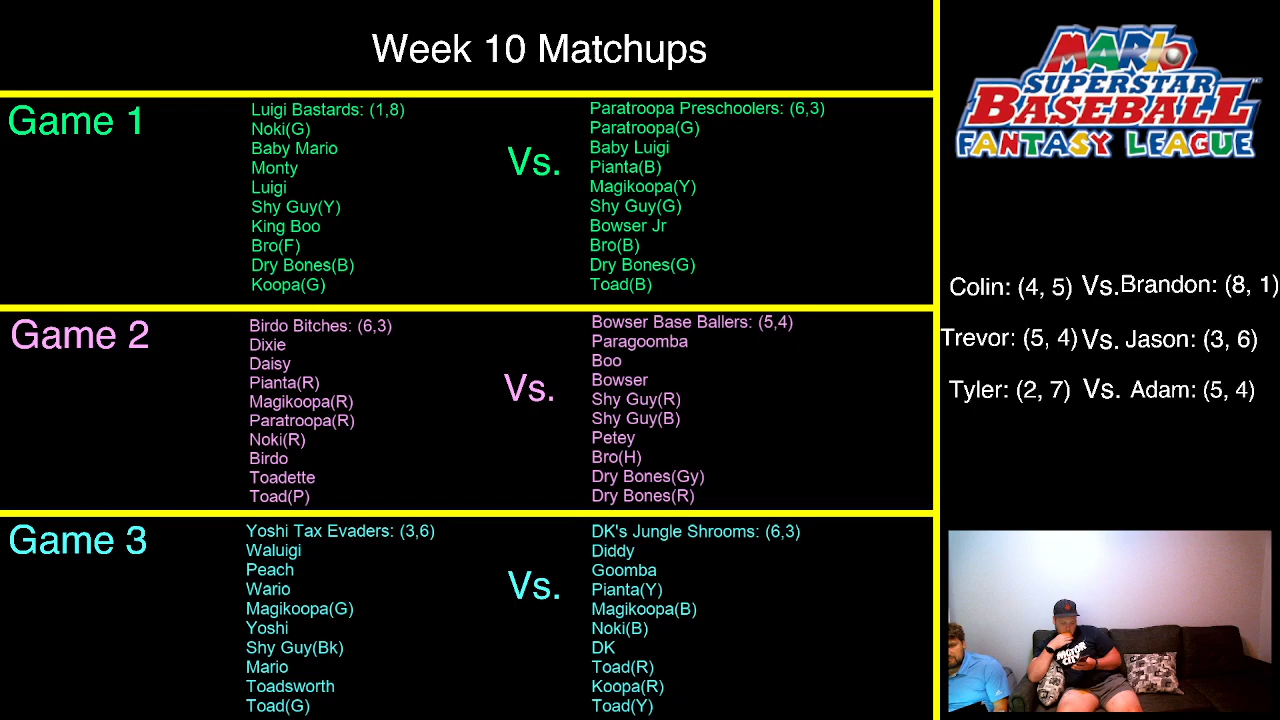 Week 10 Matchups
Game 1
Luigi Bastards: (1,8)
Noki(G)
Baby Mario
Monty
Luigi
Shy Guy(Y)
King Boo
Bro(F)
Dry Bones(B)
Koopa(G)
Vs.
Paratroopa Preschoolers: (6,3)
Paratroopa(G)
Baby Luigi
Pianta(B)
Magikoopa(Y)
Shy Guy(G)
Bowser Jr
Bro(B)
Dry Bones(G)
Toad(B)
Game 2
Birdo Bitches: (6,3)
Dixie
Daisy
Pianta(R)
Magikoopa(R)
Paratroopa(R)
Noki(R)
Birdo
Toadette
Toad(P)
Vs.
Bowser Base Ballers: (5,4)
Paragoomba
Boo
Bowser
Shy Guy(R)
Shy Guy(B)
Petey
Bro(H)
Dry Bones(Gy)
Dry Bones(R)
Game 3
Yoshi Tax Evaders: (3,6)
Waluigi
Peach
Wario
Magikoopa(G)
Yoshi
Shy Guy(Bk)
Mario
Toadsworth
Toad(G)
Vs.
DK's Jungle Shrooms: (6,3)
Diddy
Goomba
Pianta(Y)
Magikoopa(B)
Noki(B)
DK
Toad(R)
Koopa(R)
Toad(Y)
MARIO
SUPERSTAR
BASEBALL
FANTASY LEAGUE
Colin: (4, 5) Vs. Brandon: (8, 1)
Trevor: (5, 4) Vs. Jason: (3, 6)
Tyler: (2, 7) Vs. Adam: (5, 4)
MOTOR
CITY